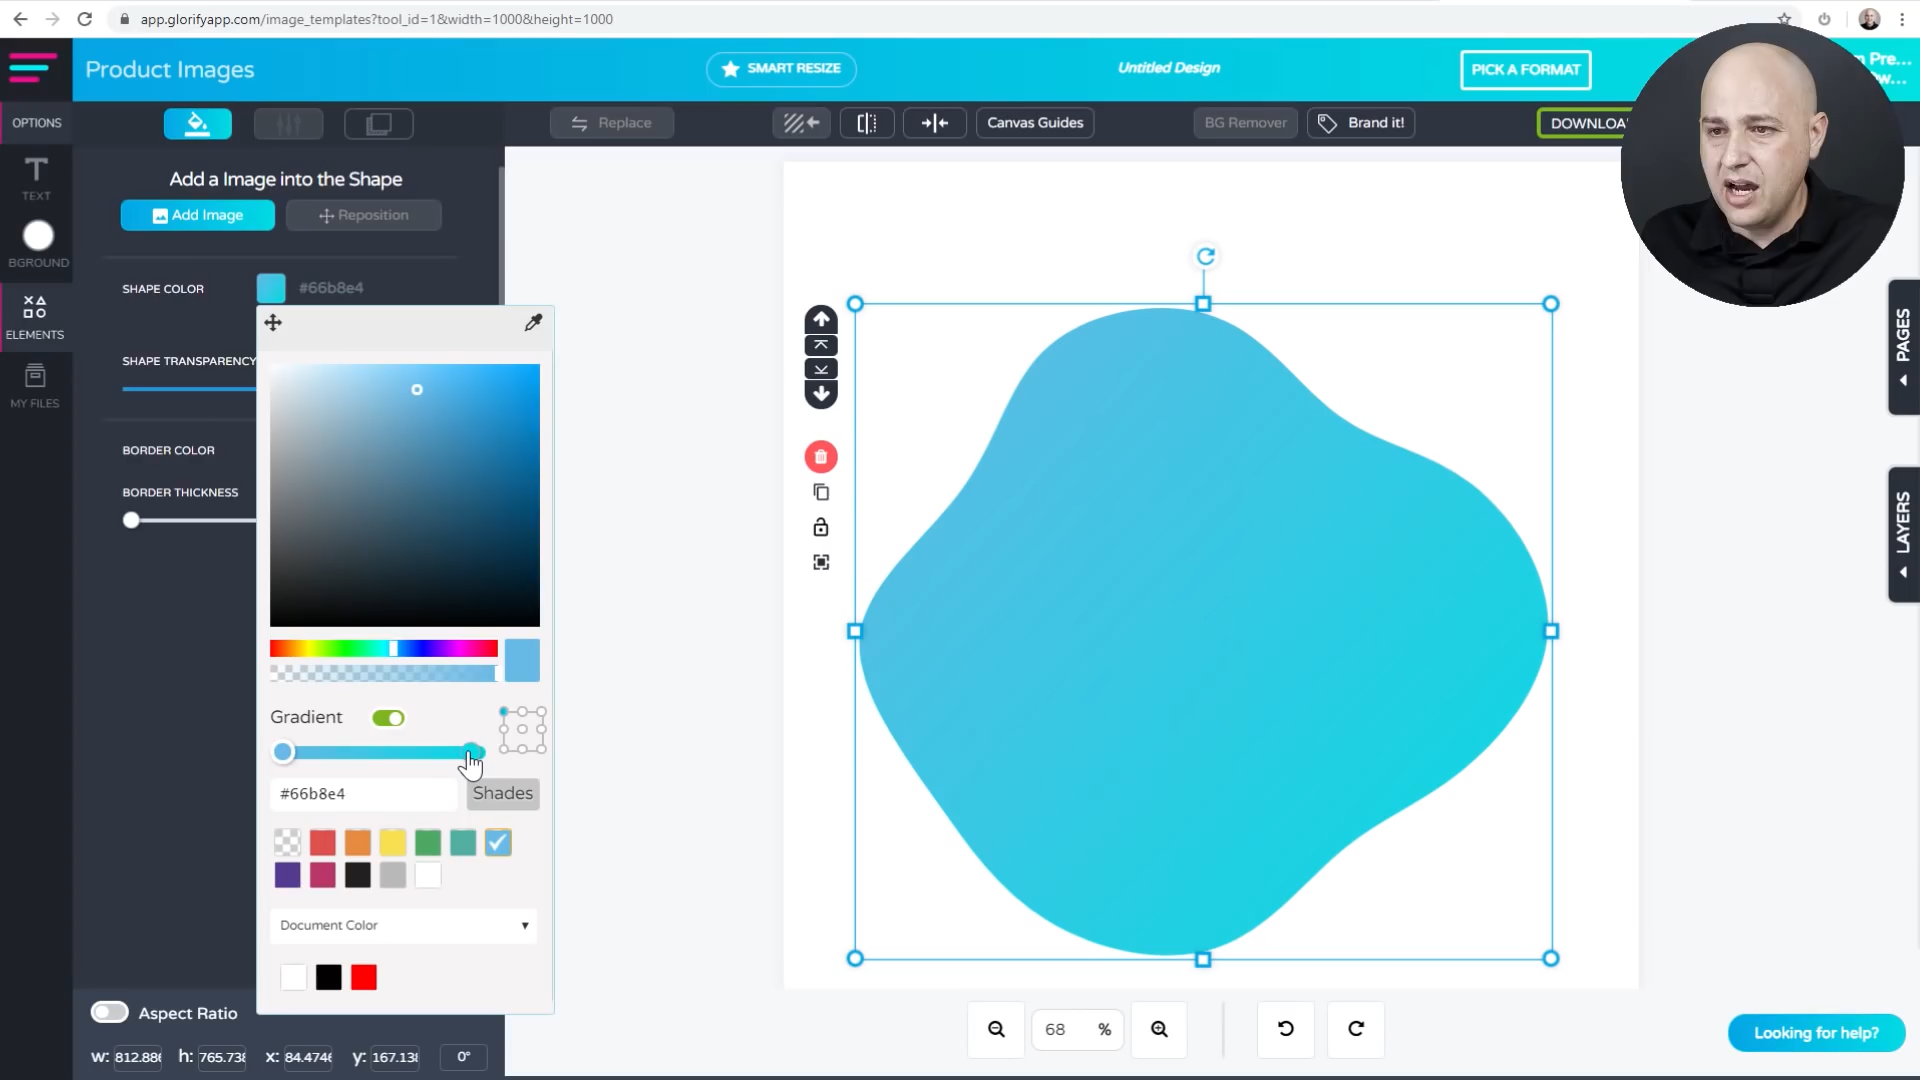 app.glorifyapp.com/image_templates?tool_id=1&width=1000&height=1000
Product Images
SMART RESIZE
Untitled Design
PICK A FORMAT
OPTIONS
Replace
Canvas Guides
BG Remover
Brand it!
TEXT
BGROUND
ELEMENTS
MY FILES
Add a Image into the Shape
Add Image
Reposition
SHAPE COLOR
#66b8e4
SHAPE TRANSPARENCY
BORDER COLOR
BORDER THICKNESS
Gradient
#66b8e4
Shades
Document Color
Aspect Ratio
w: 812.88
h: 765.73
x: 84.474
y: 167.13
0°
68 %
PAGES
LAYERS
Looking for help?